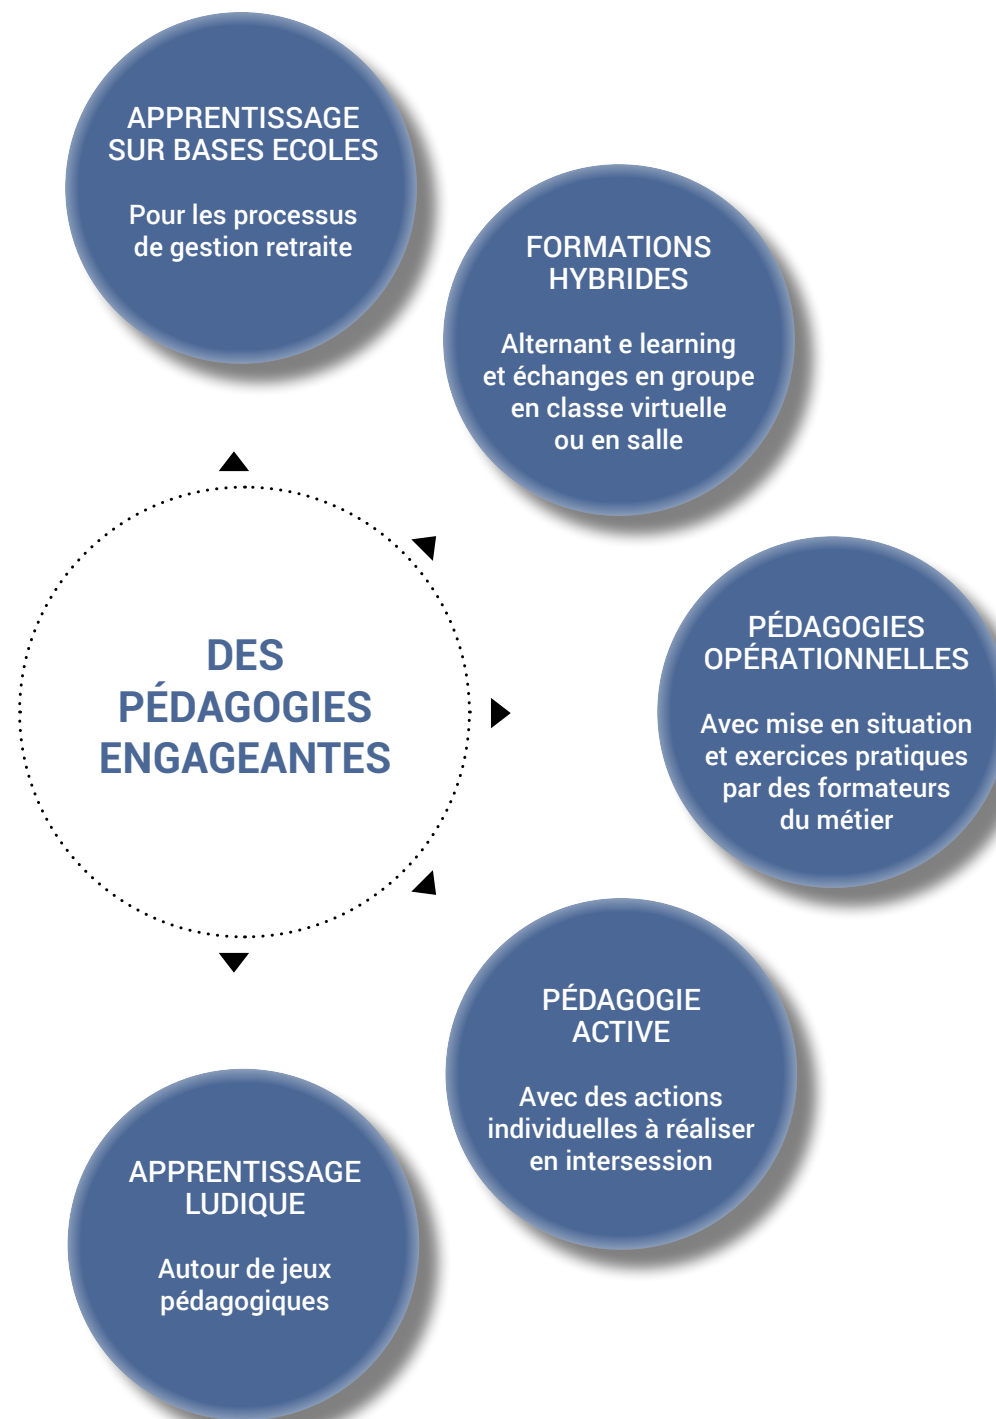 APPRENTISSAGE
SUR BASES ECOLES
Pour les processus
de gestion retraite
FORMATIONS
HYBRIDES
Alternant e learning
et échanges en groupe
en classe virtuelle
ou en salle
DES
PÉDAGOGIES
ENGAGEANTES
PÉDAGOGIES
OPÉRATIONNELLES
Avec mise en situation
et exercices pratiques
par des formateurs
du métier
PÉDAGOGIE
ACTIVE
Avec des actions
individuelles à réaliser
en intersession
APPRENTISSAGE
LUDIQUE
Autour de jeux
pédagogiques